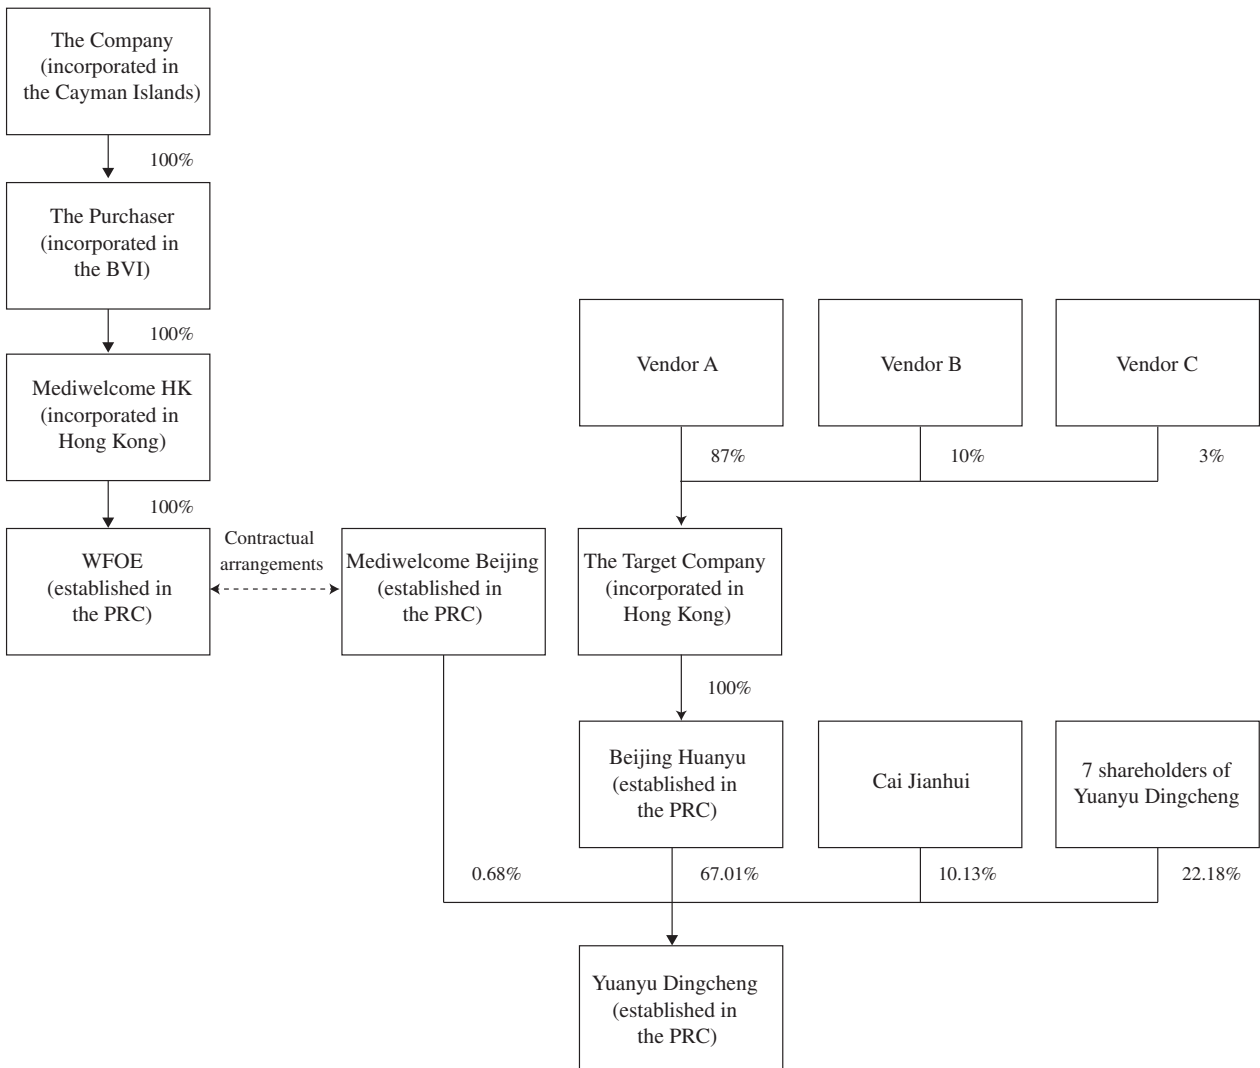 The Company
(incorporated in
the Cayman Islands)
100%
The Purchaser
(incorporated in
the BVI)
100%
Mediwelcome HK
(incorporated in
Hong Kong)
100%
Vendor A
Vendor B
Vendor C
87%
10%
3%
WFOE
(established in
the PRC)
Contractual
arrangements
Mediwelcome Beijing
(established in
the PRC)
The Target Company
(incorporated in
Hong Kong)
100%
Beijing Huanyu
(established in
the PRC)
Cai Jianhui
7 shareholders of
Yuanyu Dingcheng
0.68%
67.01%
10.13%
22.18%
Yuanyu Dingcheng
(established in
the PRC)